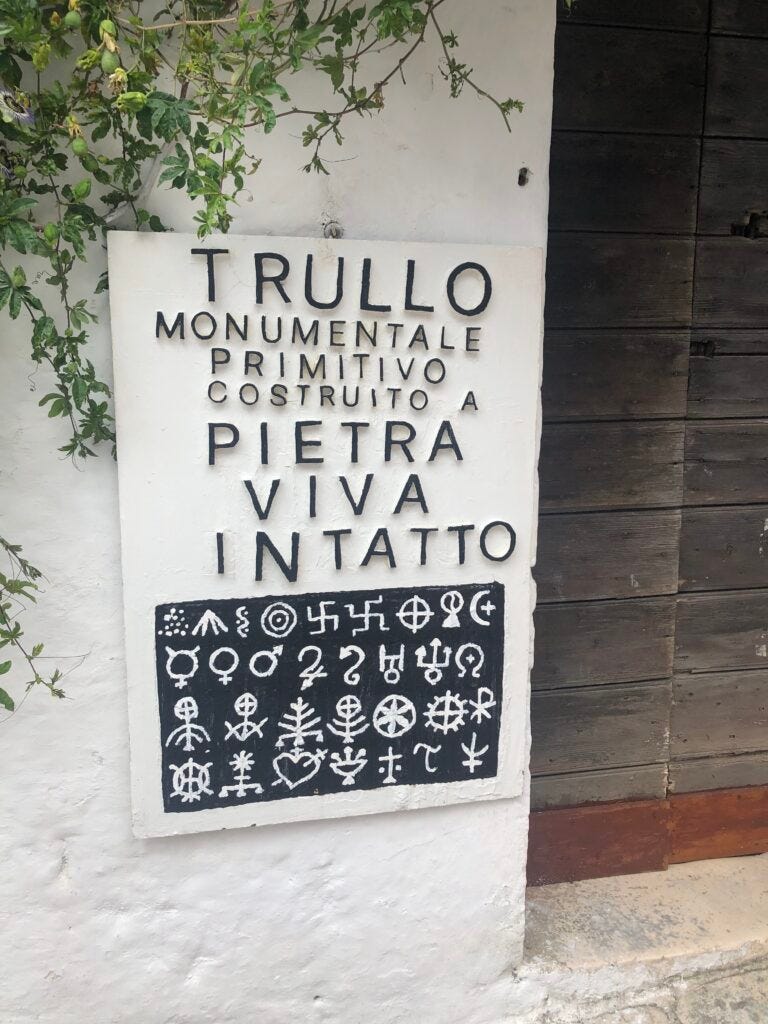 TRULLO
MONUMENTALE
PRIMITIVO
COSTRUITO A
PIETRA
VIVA
INTATTO